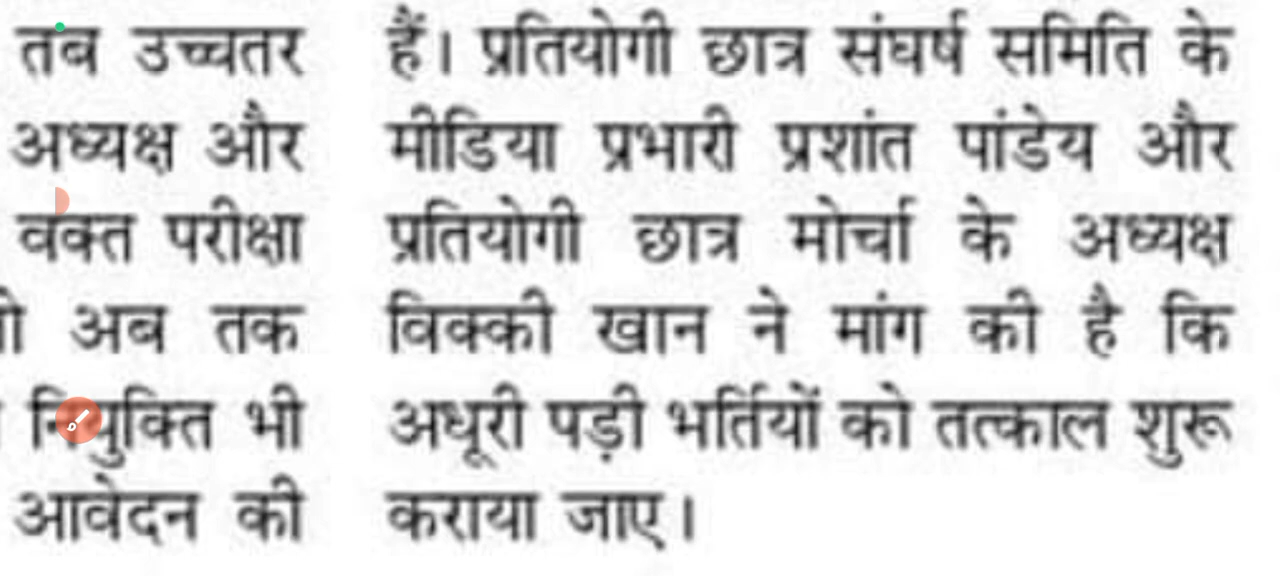 तब उच्चतर
अध्यक्ष और
वक्त परीक्षा
अब तक
नियुक्ति भी
आवेदन की
हैं। प्रतियोगी छात्र संघर्ष समिति के
मीडिया प्रभारी प्रशांत पांडेय और
प्रतियोगी छात्र मोर्चा के अध्यक्ष
विक्की खान ने मांग की है कि
अधूरी पड़ी भर्तियों को तत्काल शुरू
कराया जाए।